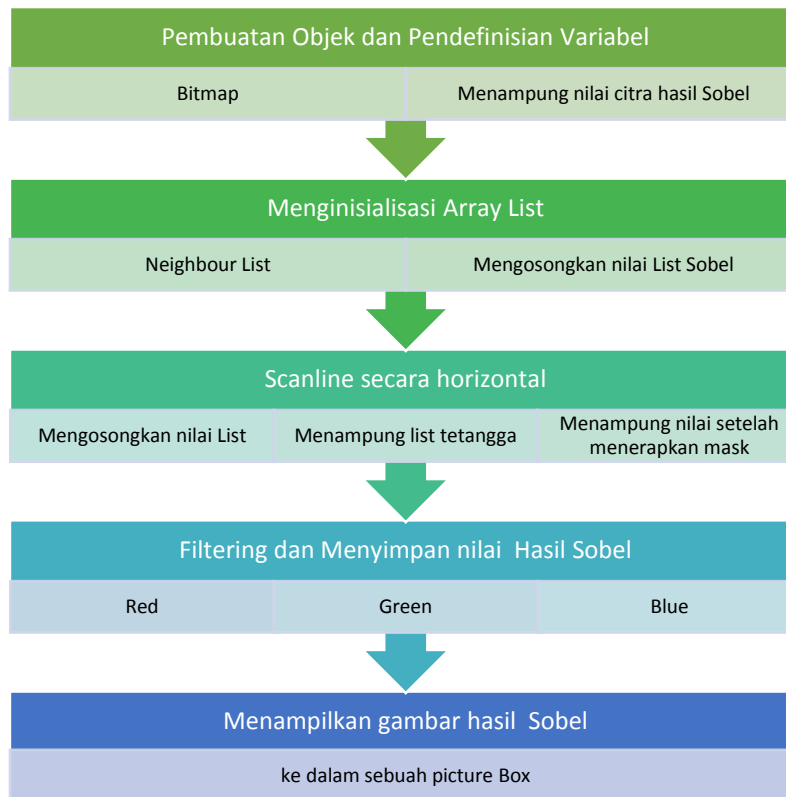 Pembuatan Objek dan Pendefinisian Variabel
Bitmap
Menampung nilai citra hasil Sobel
Menginisialisasi Array List
Neighbour List
Mengosongkan nilai List Sobel
Scanline secara horizontal
Mengosongkan nilai List
Menampung list tetangga
Menampung nilai setelah
menerapkan mask
Filtering dan Menyimpan nilai Hasil Sobel
Red
Green
Blue
Menampilkan gambar hasil Sobel
ke dalam sebuah picture Box